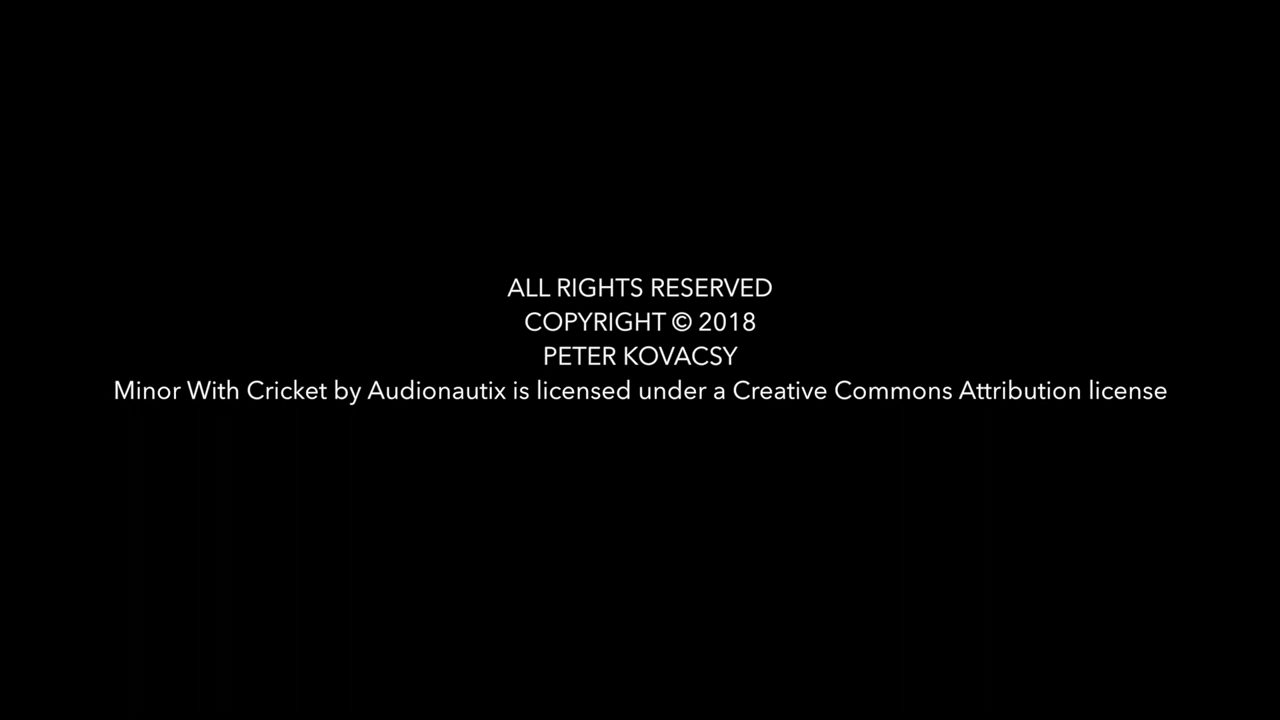 ALL RIGHTS RESERVED
COPYRIGHT © 2018
PETER KOVACSY
Minor With Cricket by Audionautix is licensed under a Creative Commons Attribution license